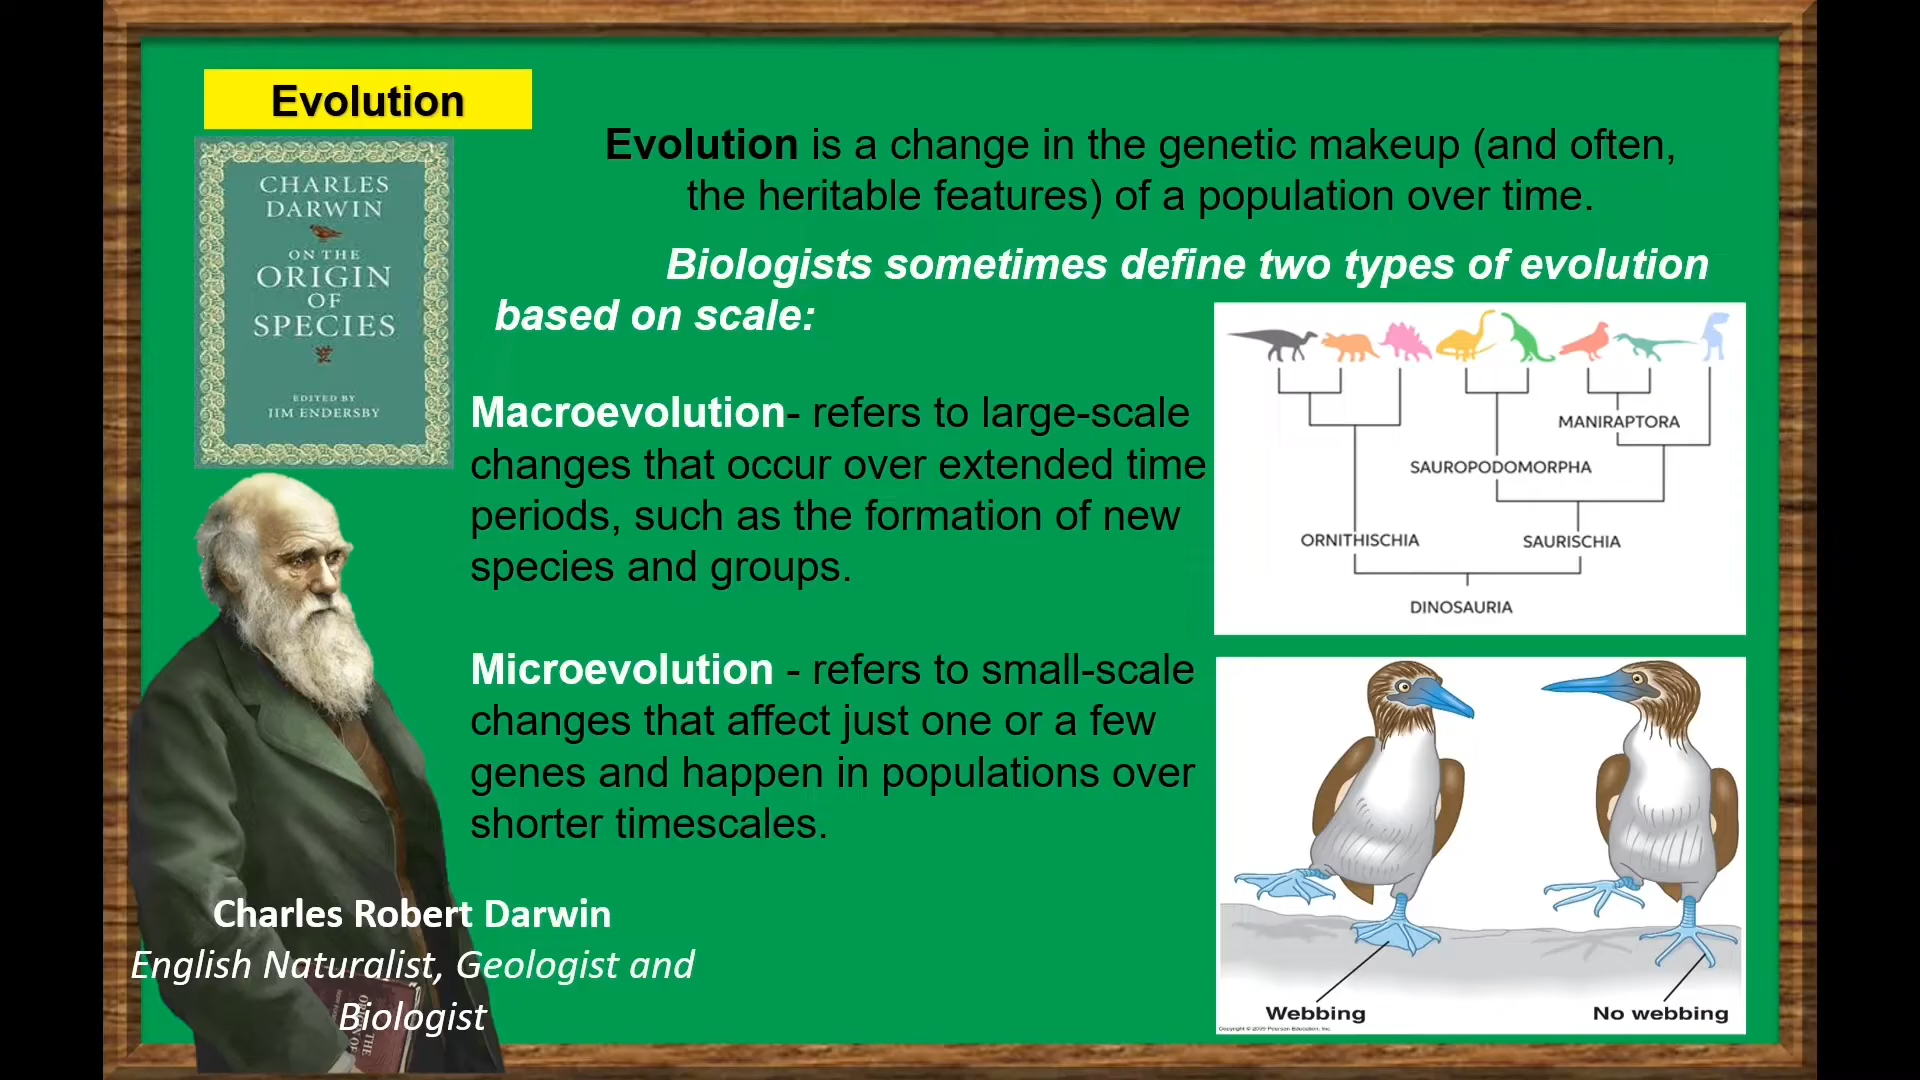 Evolution
CHARLES
DARWIN
ON THE
ORIGIN
OF
SPECIES
EDITED BY
JIM ENDERSBY
Evolution is a change in the genetic makeup (and often,
the heritable features) of a population over time.
Biologists sometimes define two types of evolution
based on scale:
Macroevolution- refers to large-scale
changes that occur over extended time
periods, such as the formation of new
species and groups.
Microevolution - refers to small-scale
changes that affect just one or a few
genes and happen in populations over
shorter timescales.
MANIRAPTORA
SAUROPODOMORPHA
ORNITHISCHIA
SAURISCHIA
DINOSAURIA
Webbing
No webbing
Copyright © 2009 Pearson Education, Inc.
Charles Robert Darwin
English Naturalist, Geologist and
Biologist